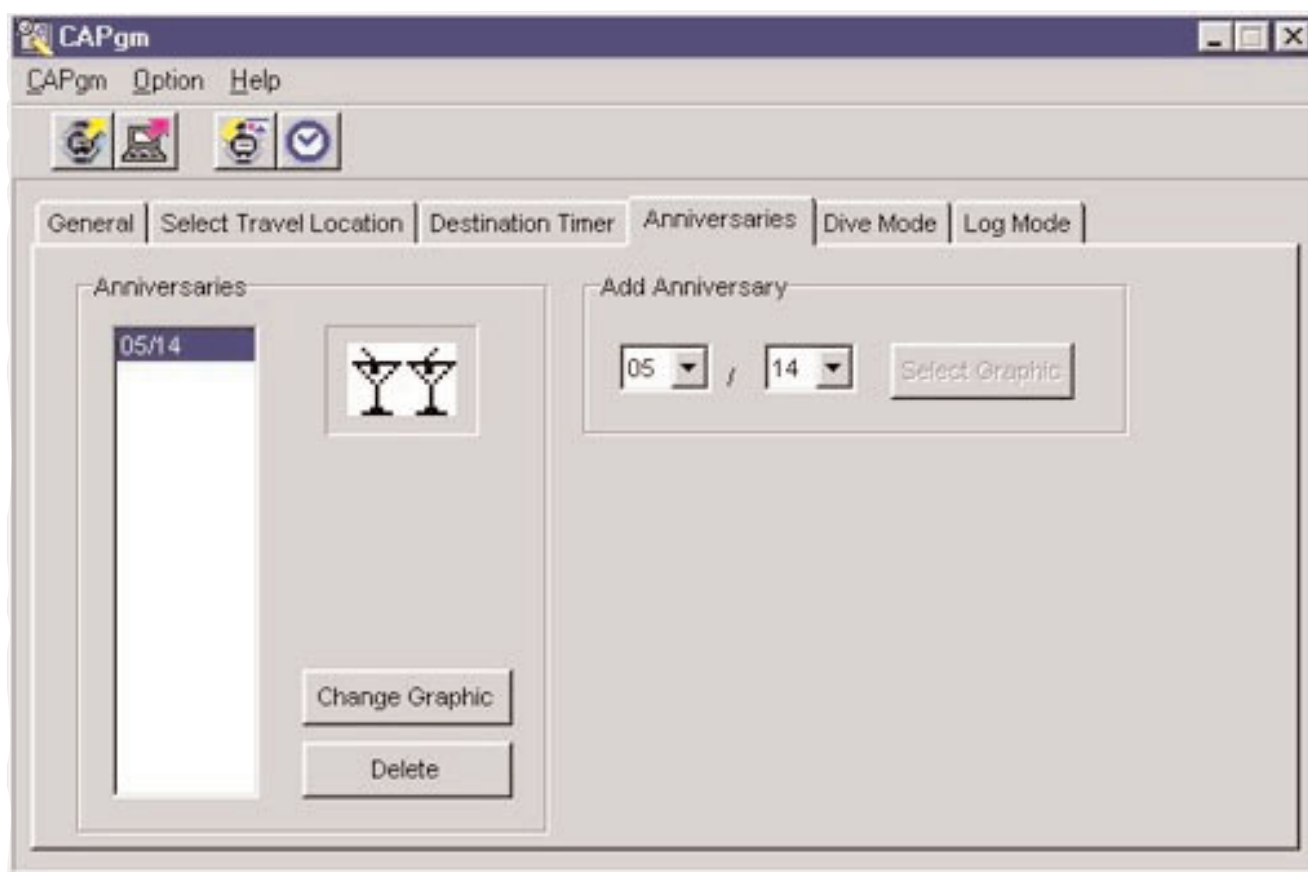 CAPgm
CAPgm Option Help
General Select Travel Location Destination Timer Anniversaries Dive Mode Log Mode
Anniversaries
05/14
Change Graphic
Delete
Add Anniversary
05 / 14 Select Graphic